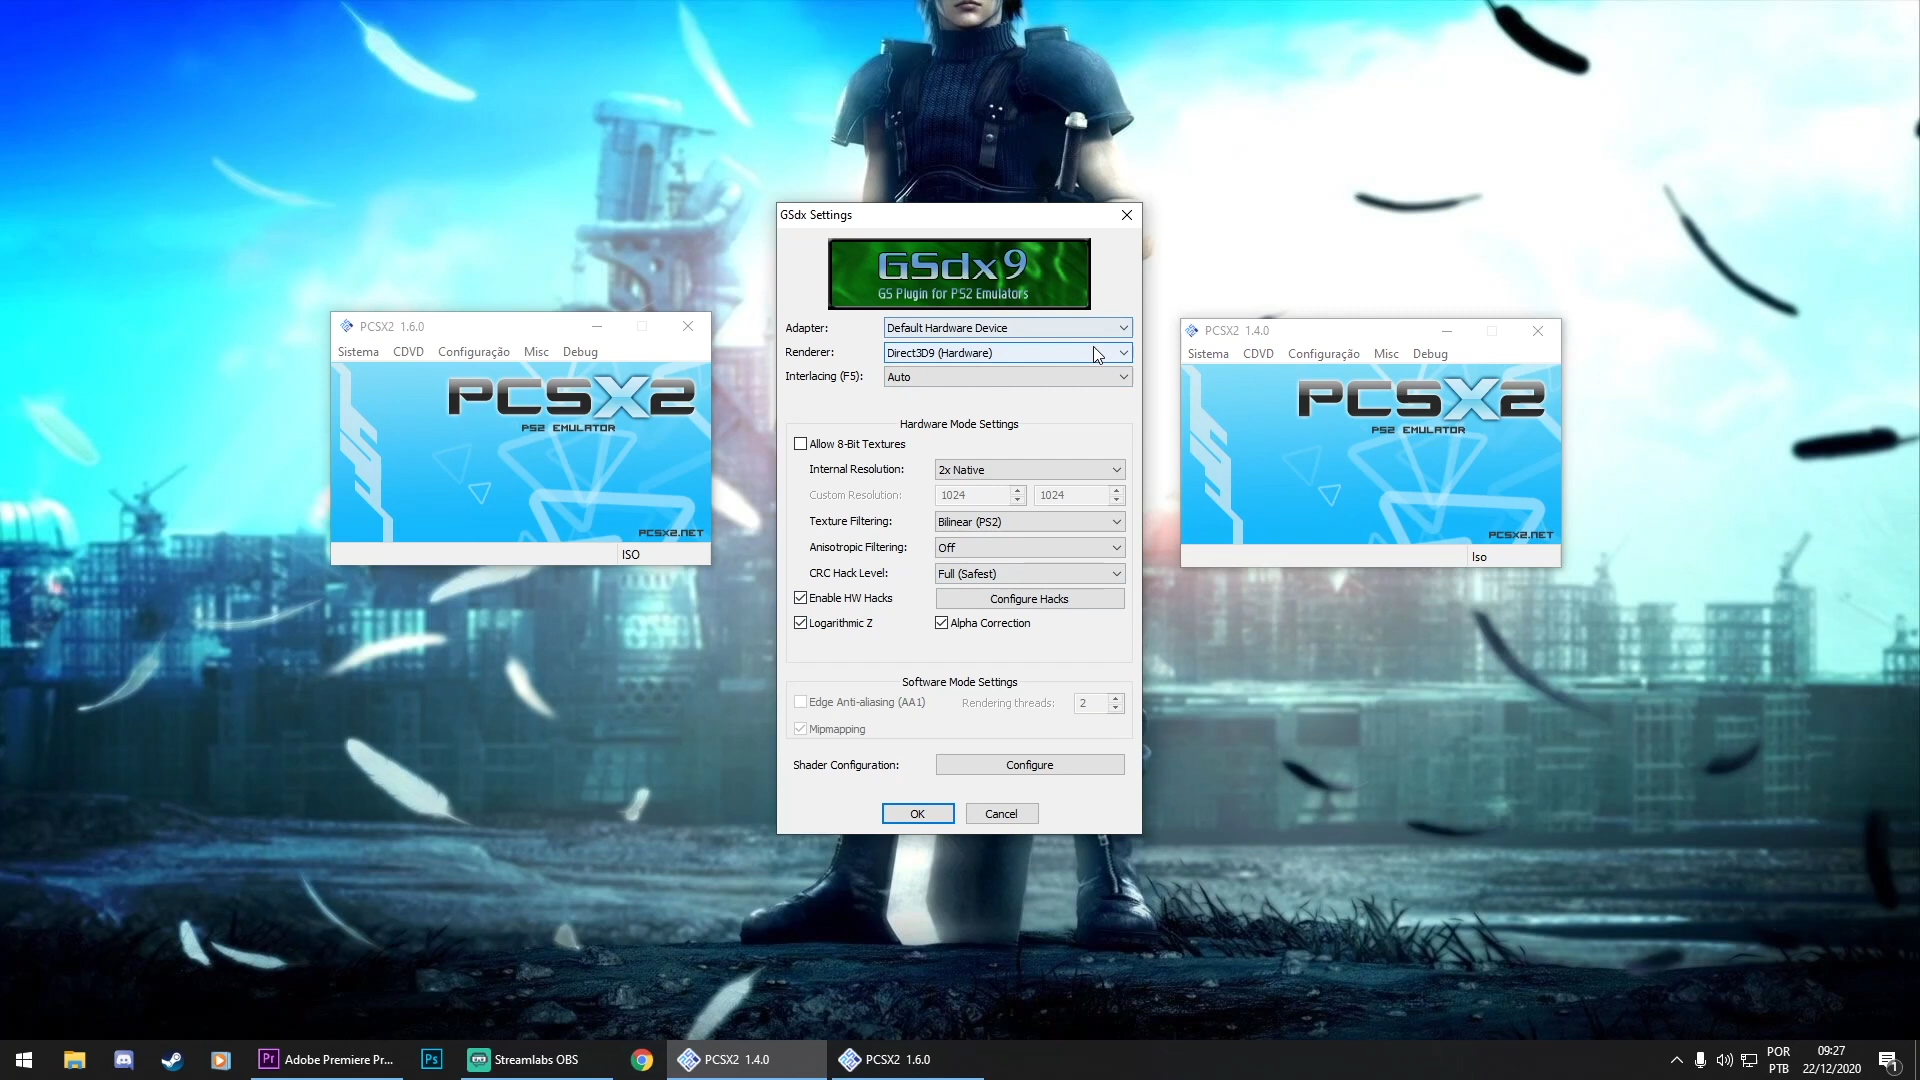 GSdx Settings
GSdx9
GS Plugin for PS2 Emulators
Adapter: Default Hardware Device
Renderer: Direct3D9 (Hardware)
Interlacing (F5): Auto
Hardware Mode Settings
Allow 8-Bit Textures
Internal Resolution: 2x Native
Custom Resolution: 1024 1024
Texture Filtering: Bilinear (PS2)
Anisotropic Filtering: Off
CRC Hack Level: Full (Safest)
Enable HW Hacks Configure Hacks
Logarithmic Z Alpha Correction
Software Mode Settings
Edge Anti-aliasing (AA1) Rendering threads: 2
Mipmapping
Shader Configuration: Configure
OK Cancel
PCSX2 1.6.0
Sistema CDVD Configuração Misc Debug
PCSX2
PS2 EMULATOR
PCSX2.NET
ISO
PCSX2 1.4.0
Sistema CDVD Configuração Misc Debug
PCSX2
PS2 EMULATOR
PCSX2.NET
Iso
Pr Adobe Premiere Pr... Ps Streamlabs OBS PCSX2 1.4.0 PCSX2 1.6.0
POR
PTB
09:27
22/12/2020
1